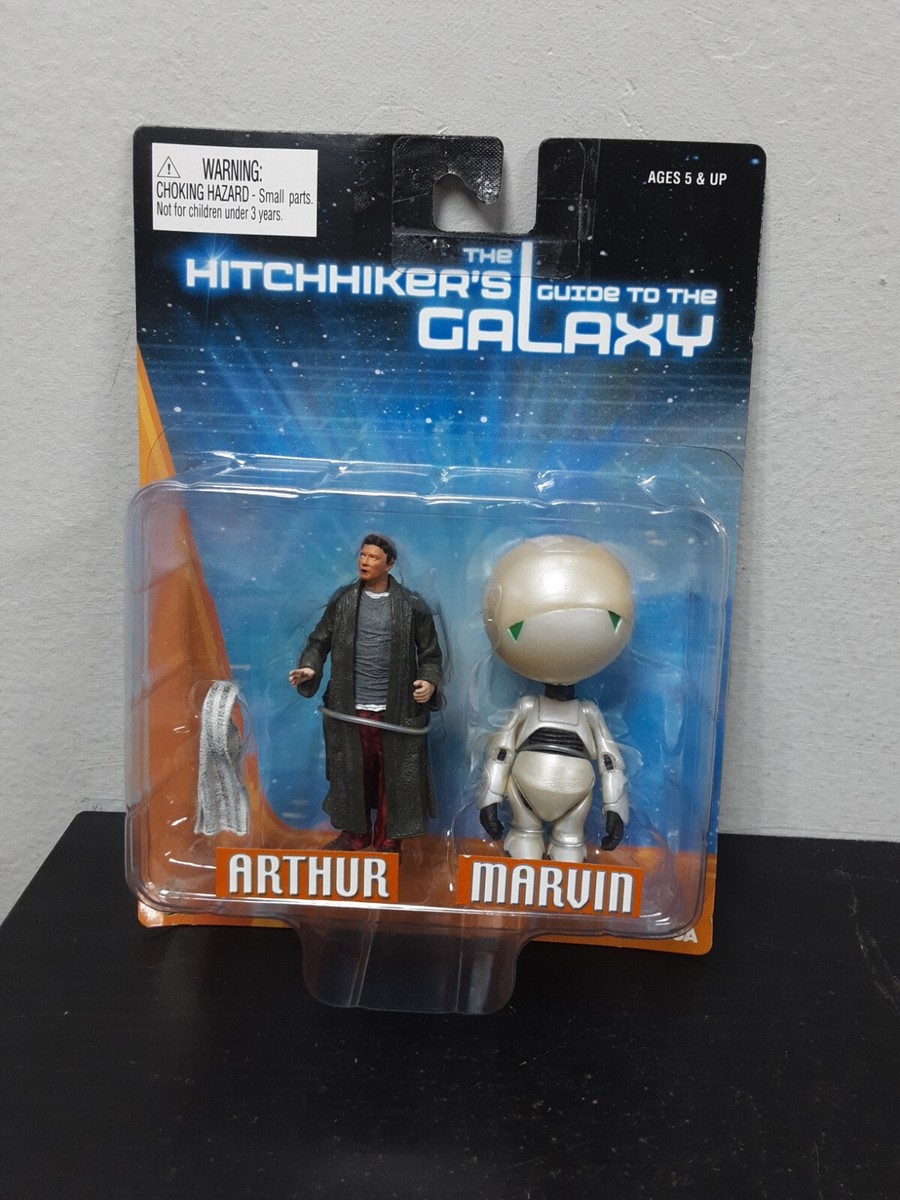 WARNING:
CHOKING HAZARD - Small parts.
Not for children under 3 years.
AGES 5 & UP
THE
HITCHHIKER'S GUIDE TO THE
GALAXY
ARTHUR
MARVIN